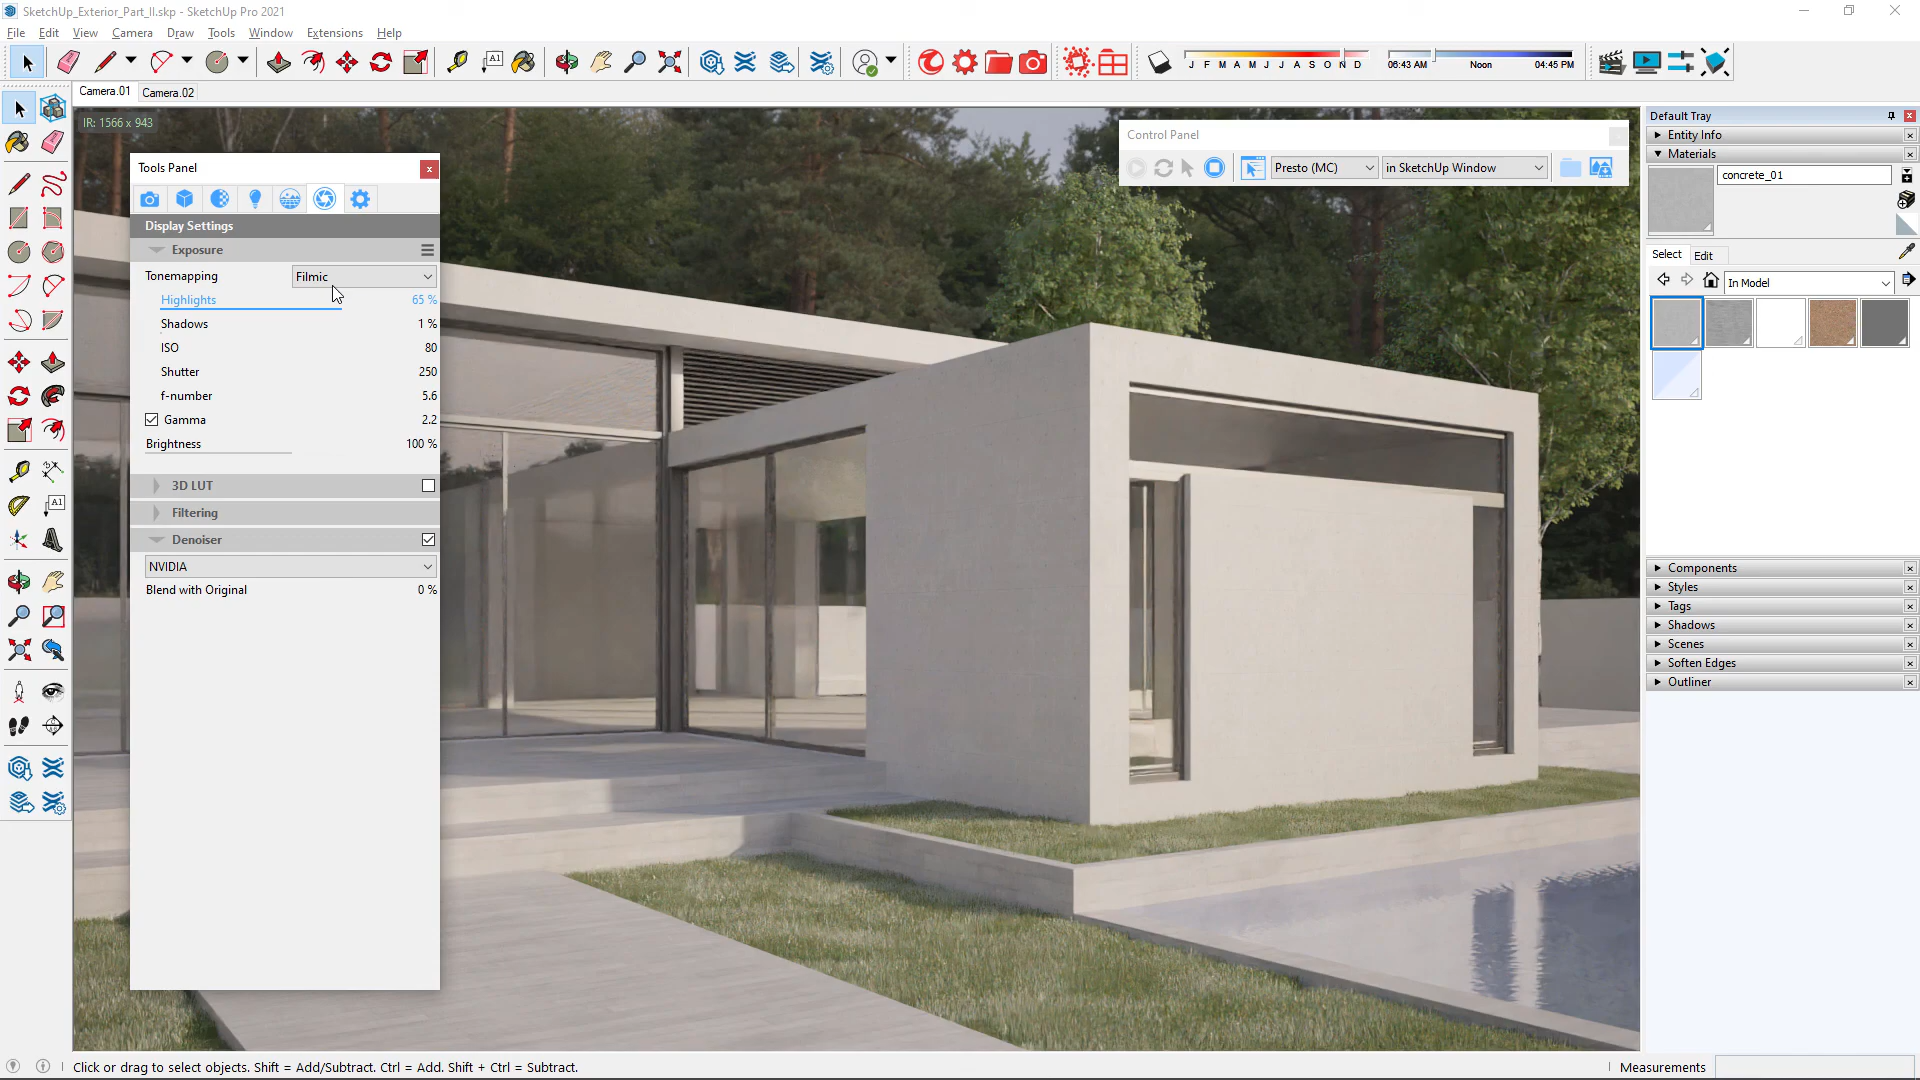 SketchUp_Exterior_Part_II.skp - SketchUp Pro 2021
File Edit View Camera Draw Tools Window Extensions Help
J F M A M J J A S O N D
06:43 AM Noon 04:45 PM
Camera.01 Camera.02
IR: 1566 x 943
Tools Panel
Display Settings
Exposure
Tonemapping Filmic
Highlights 65 %
Shadows 1 %
ISO 80
Shutter 250
f-number 5.6
Gamma 2.2
Brightness 100 %
3D LUT
Filtering
Denoiser
NVIDIA
Blend with Original 0 %
Control Panel
Presto (MC) in SketchUp Window
Default Tray
Entity Info
Materials
concrete_01
Select Edit
In Model
Components
Styles
Tags
Shadows
Scenes
Soften Edges
Outliner
Click or drag to select objects. Shift = Add/Subtract. Ctrl = Add. Shift + Ctrl = Subtract.
Measurements